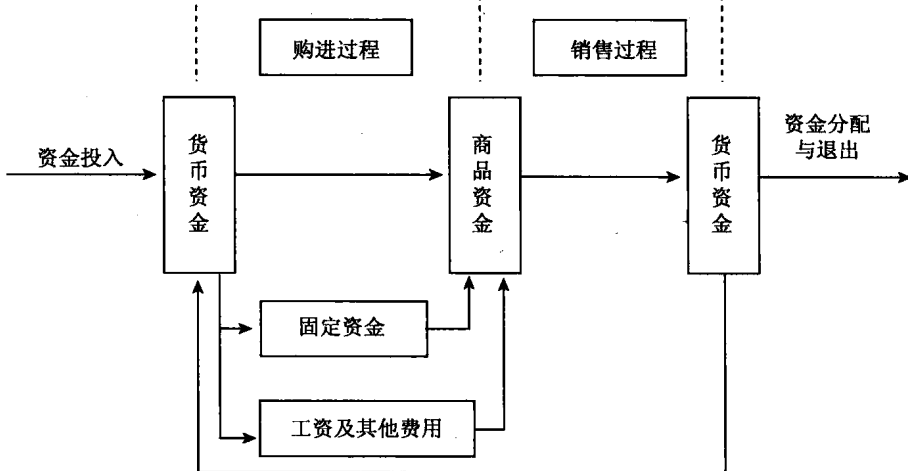 购进过程
销售过程
资金投入
货币资金
商品资金
货币资金
资金分配
与退出
固定资金
工资及其他费用